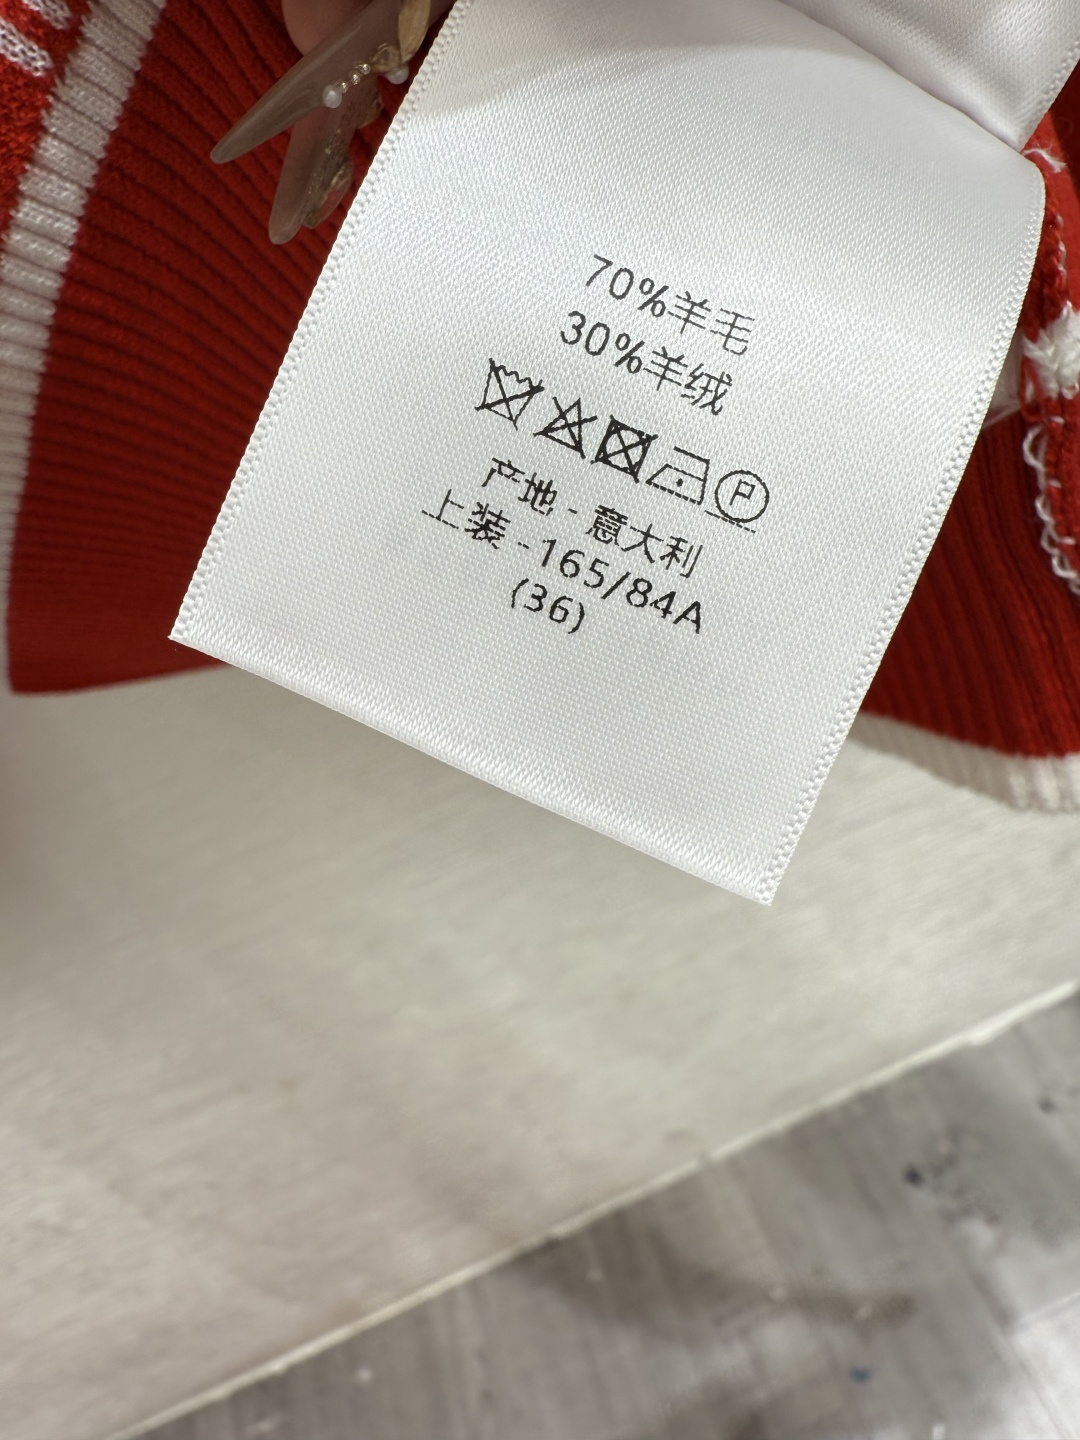 70%羊毛
30%羊绒
P
产地 - 意大利
上装 -165/84A
(36)